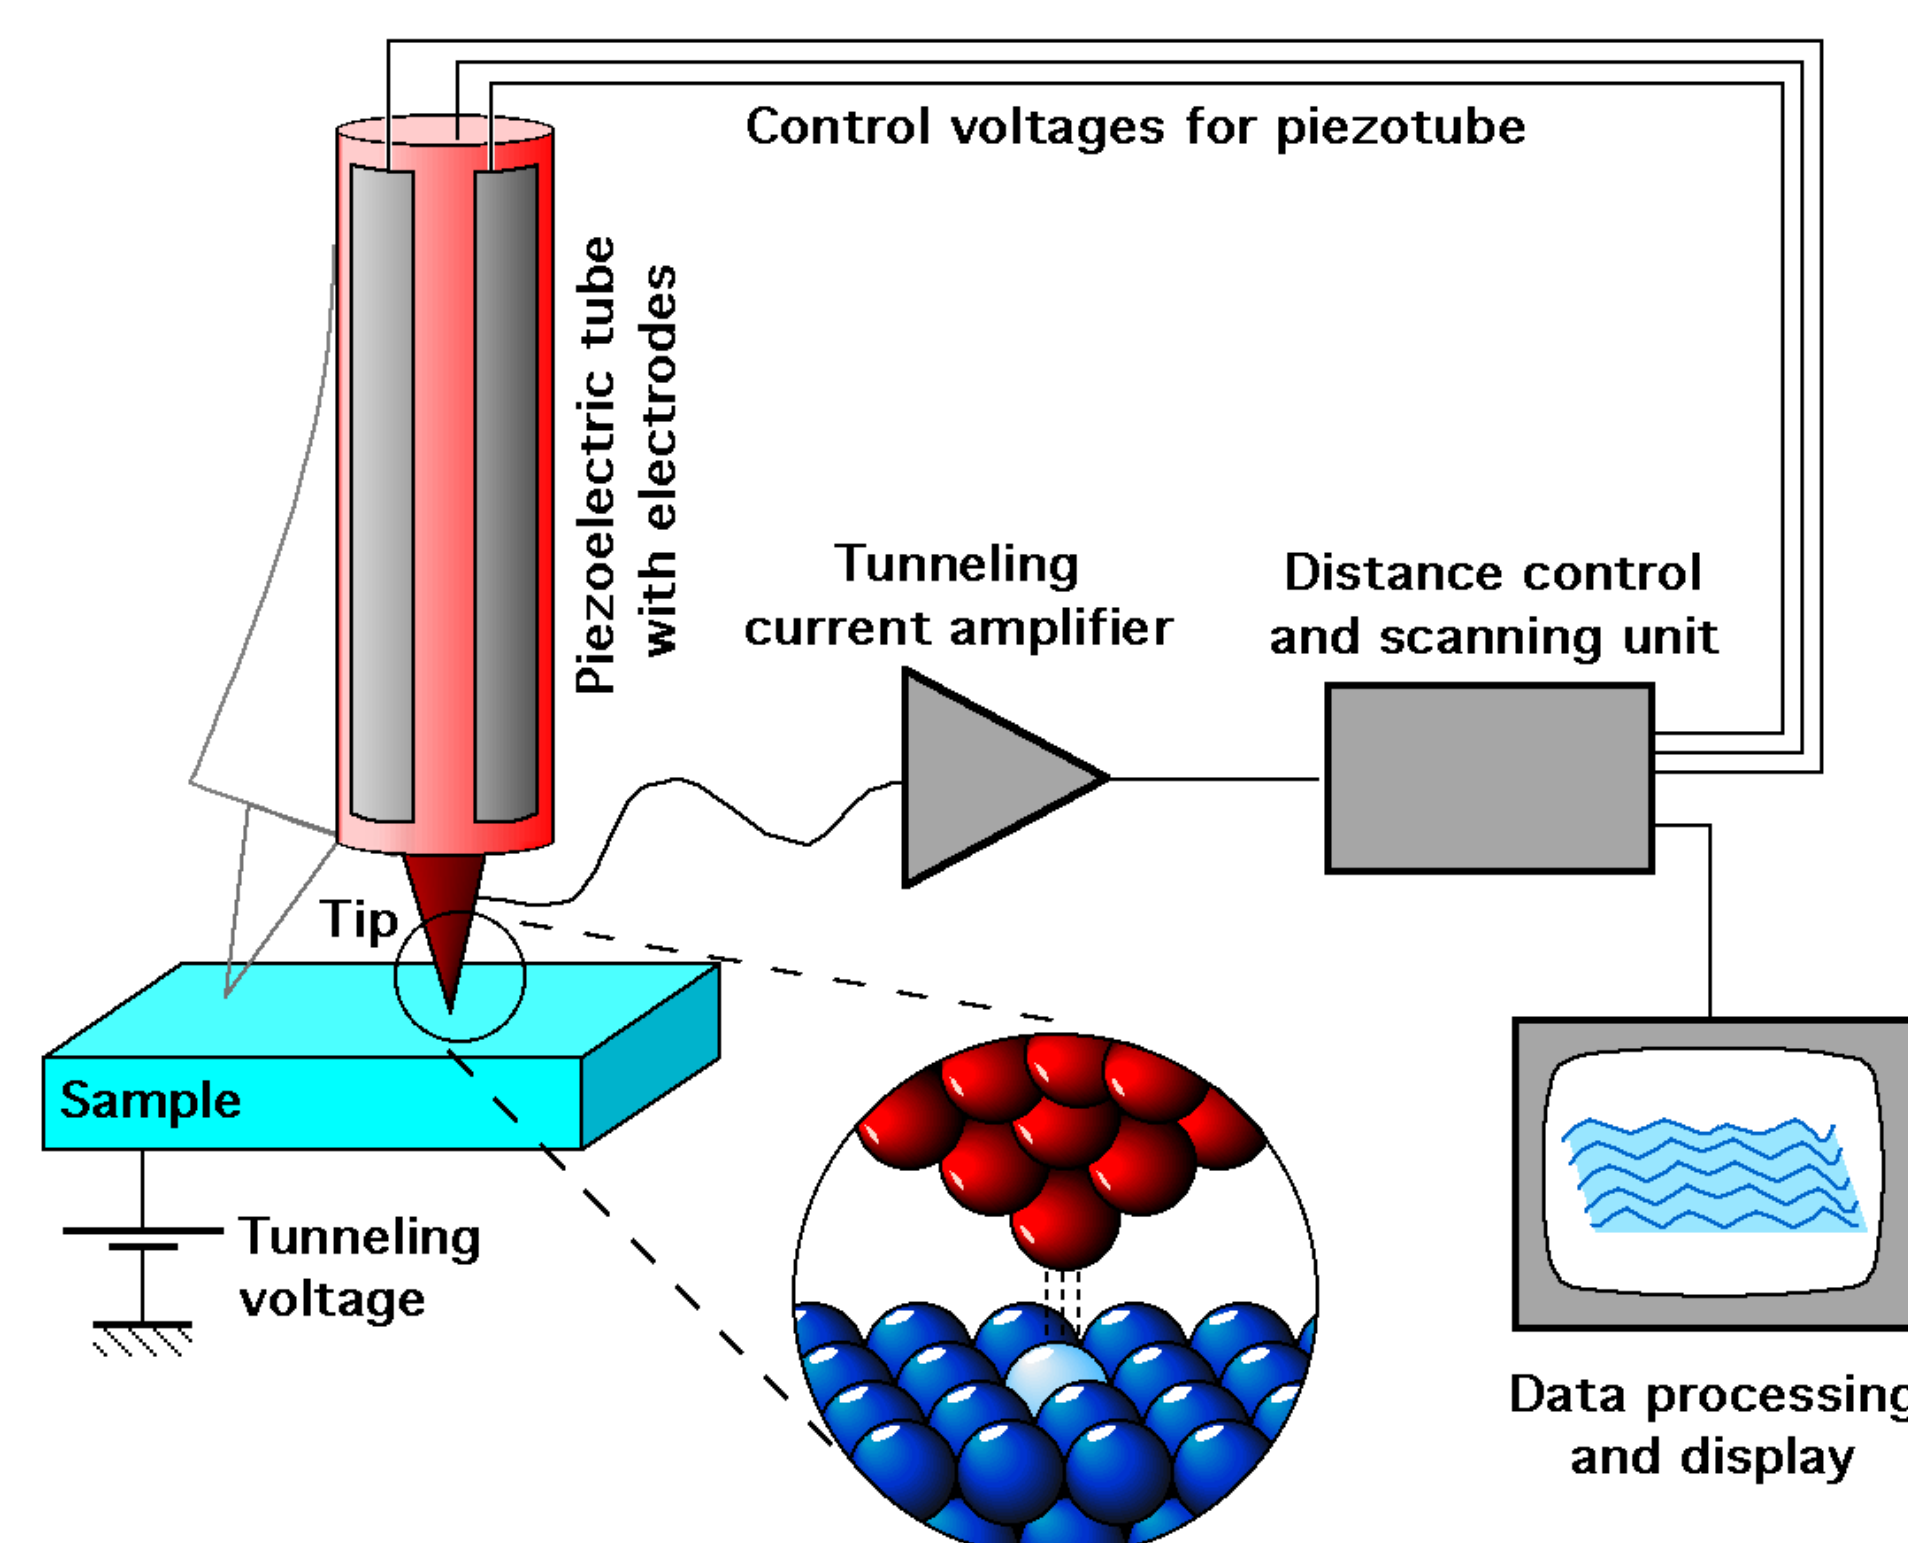 Control voltages for piezotube
Piezoelectric tube
with electrodes
Tunneling
current amplifier
Distance control
and scanning unit
Tip
Sample
Tunneling
voltage
Data processing
and display